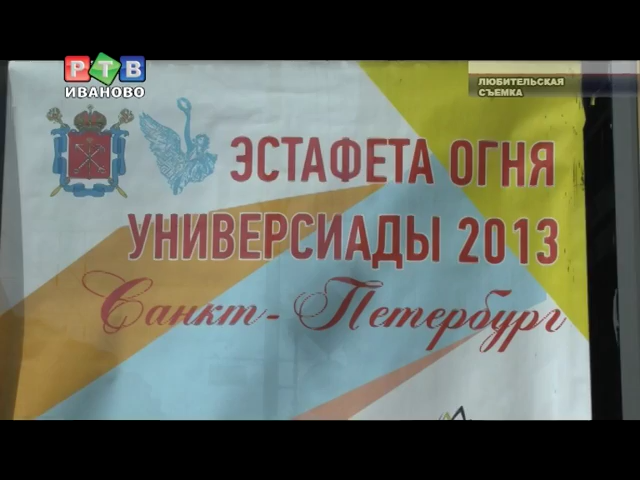 РТВ
ИВАНОВО
ЛЮБИТЕЛЬСКАЯ
СЪЕМКА
ЭСТАФЕТА ОГНЯ
УНИВЕРСИАДЫ 2013
Санкт-Петербург